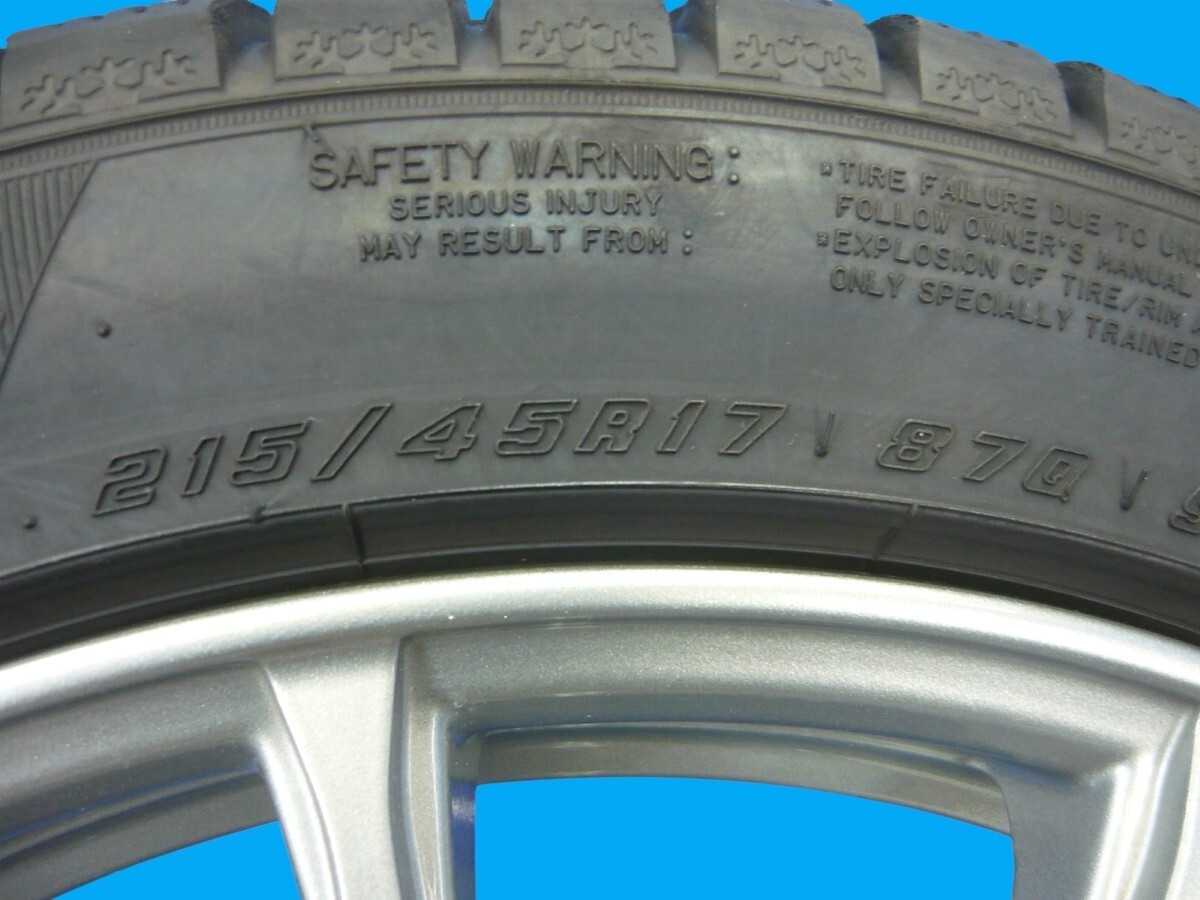 SAFETY WARNING:
SERIOUS INJURY
MAY RESULT FROM:
*TIRE FAILURE DUE TO
FOLLOW OWNER'S MANUAL
*EXPLOSION OF TIRE/RIM
ONLY SPECIALLY TRAINED
215/45R17 87Q